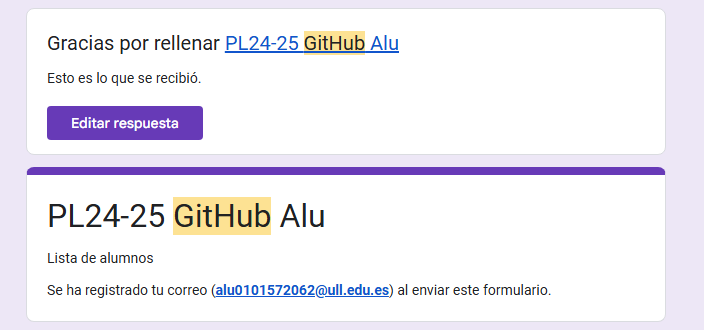 Gracias por rellenar PL24-25 GitHub Alu
Esto es lo que se recibió.
Editar respuesta
PL24-25 GitHub Alu
Lista de alumnos
Se ha registrado tu correo (alu0101572062@ull.edu.es) al enviar este formulario.